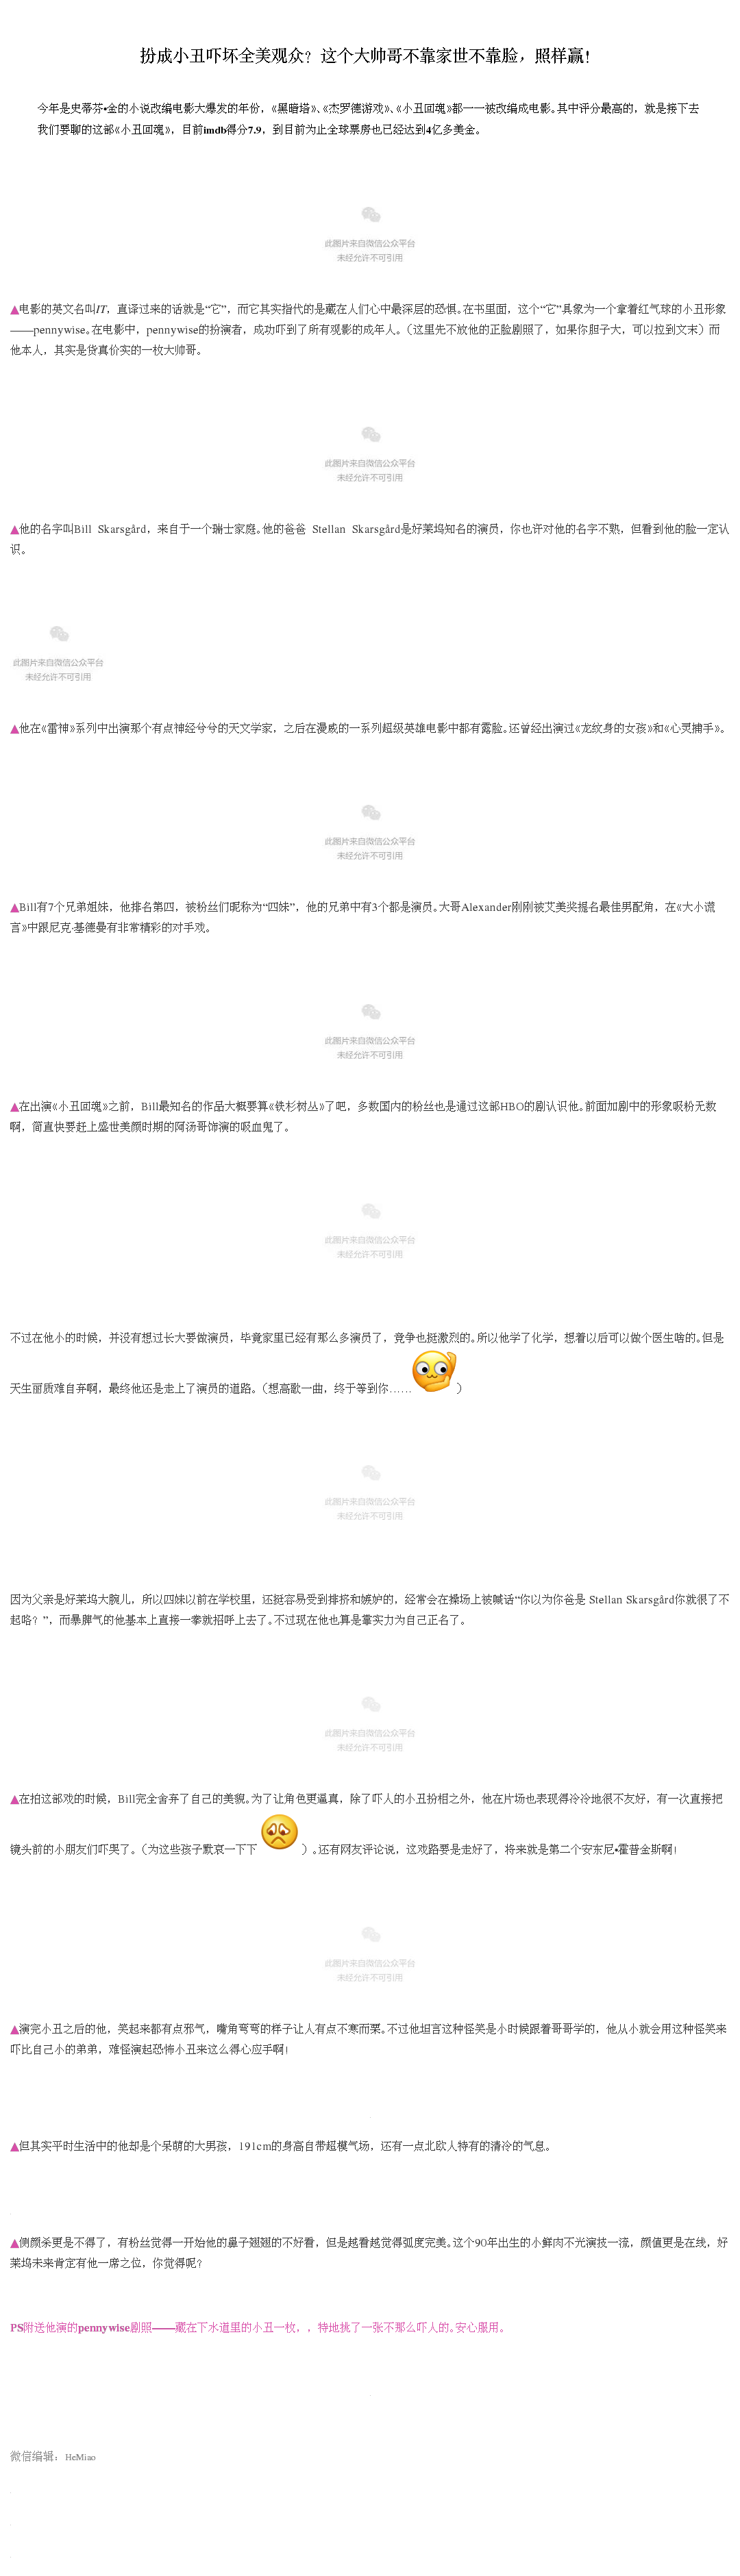 扮成小丑吓坏全美观众？这个大帅哥不靠家世不靠脸，照样赢！
今年是史蒂芬•金的小说改编电影大爆发的年份，《黑暗塔》、《杰罗德游戏》、《小丑回魂》都一一被改编成电影。其中评分最高的，就是接下去
我们要聊的这部《小丑回魂》，目前imdb得分7.9，到目前为止全球票房也已经达到4亿多美金。
此图片来自微信公众平台
未经允许不可引用
▲电影的英文名叫IT，直译过来的话就是“它”，而它其实指代的是藏在人们心中最深层的恐惧。在书里面，这个“它”具象为一个拿着红气球的小丑形象
——pennywise。在电影中，pennywise的扮演者，成功吓到了所有观影的成年人。（这里先不放他的正脸剧照了，如果你胆子大，可以拉到文末）而
他本人，其实是货真价实的一枚大帅哥。
此图片来自微信公众平台
未经允许不可引用
▲他的名字叫Bill Skarsgård，来自于一个瑞士家庭。他的爸爸 Stellan Skarsgård是好莱坞知名的演员，你也许对他的名字不熟，但看到他的脸一定认
识。
此图片来自微信公众平台
未经允许不可引用
▲他在《雷神》系列中出演那个有点神经兮兮的天文学家，之后在漫威的一系列超级英雄电影中都有露脸。还曾经出演过《龙纹身的女孩》和《心灵捕手》。
此图片来自微信公众平台
未经允许不可引用
▲Bill有7个兄弟姐妹，他排名第四，被粉丝们昵称为“四妹”，他的兄弟中有3个都是演员。大哥Alexander刚刚被艾美奖提名最佳男配角，在《大小谎
言》中跟尼克·基德曼有非常精彩的对手戏。
此图片来自微信公众平台
未经允许不可引用
▲在出演《小丑回魂》之前，Bill最知名的作品大概要算《铁杉树丛》了吧，多数国内的粉丝也是通过这部HBO的剧认识他。前面加剧中的形象吸粉无数
啊，简直快要赶上盛世美颜时期的阿汤哥饰演的吸血鬼了。
此图片来自微信公众平台
未经允许不可引用
不过在他小的时候，并没有想过长大要做演员，毕竟家里已经有那么多演员了，竞争也挺激烈的。所以他学了化学，想着以后可以做个医生啥的。但是
天生丽质难自弃啊，最终他还是走上了演员的道路。（想高歌一曲，终于等到你……）
此图片来自微信公众平台
未经允许不可引用
因为父亲是好莱坞大腕儿，所以四妹以前在学校里，还挺容易受到排挤和嫉妒的，经常会在操场上被喊话“你以为你爸是 Stellan Skarsgård你就很了不
起咯？”，而暴脾气的他基本上直接一拳就招呼上去了。不过现在他也算是靠实力为自己正名了。
此图片来自微信公众平台
未经允许不可引用
▲在拍这部戏的时候，Bill完全舍弃了自己的美貌。为了让角色更逼真，除了吓人的小丑扮相之外，他在片场也表现得冷冷地很不友好，有一次直接把
镜头前的小朋友们吓哭了。（为这些孩子默哀一下下）。还有网友评论说，这戏路要是走好了，将来就是第二个安东尼•霍普金斯啊！
此图片来自微信公众平台
未经允许不可引用
▲演完小丑之后的他，笑起来都有点邪气，嘴角弯弯的样子让人有点不寒而栗。不过他坦言这种怪笑是小时候跟着哥哥学的，他从小就会用这种怪笑来
吓比自己小的弟弟，难怪演起恐怖小丑来这么得心应手啊！
▲但其实平时生活中的他却是个呆萌的大男孩，191cm的身高自带超模气场，还有一点北欧人特有的清冷的气息。
▲侧颜杀更是不得了，有粉丝觉得一开始他的鼻子翘翘的不好看，但是越看越觉得弧度完美。这个90年出生的小鲜肉不光演技一流，颜值更是在线，好
莱坞未来肯定有他一席之位，你觉得呢？
PS附送他演的pennywise剧照——藏在下水道里的小丑一枚，，特地挑了一张不那么吓人的。安心服用。
微信编辑：HeMiao